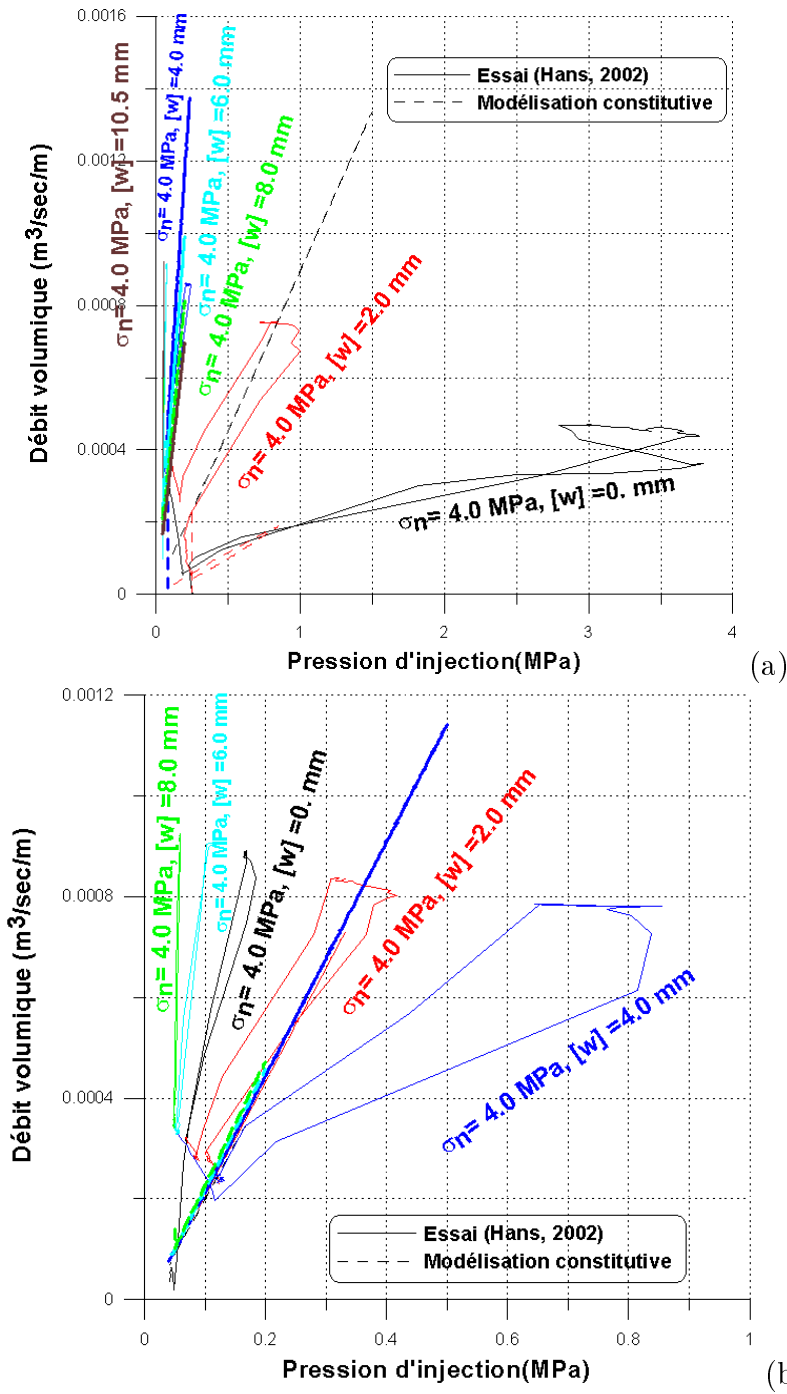 0.0016
0.0012
0.0008
0.0004
0
Débit volumique (m3/sec/m)
σn= 4.0 MPa, [w] =10.5 mm
σn= 4.0 MPa, [w] =4.0 mm
σn= 4.0 MPa, [w] =6.0 mm
σn= 4.0 MPa, [w] =8.0 mm
σn= 4.0 MPa, [w] =2.0 mm
σn= 4.0 MPa, [w] =0. mm
Essai (Hans, 2002)
Modélisation constitutive
0 1 2 3 4
Pression d'injection(MPa)
(a)
0.0012
0.0008
0.0004
0
Débit volumique (m3/sec/m)
σn= 4.0 MPa, [w] =8.0 mm
σn= 4.0 MPa, [w] =6.0 mm
σn= 4.0 MPa, [w] =0. mm
σn= 4.0 MPa, [w] =2.0 mm
σn= 4.0 MPa, [w] =4.0 mm
Essai (Hans, 2002)
Modélisation constitutive
0 0.2 0.4 0.6 0.8 1
Pression d'injection(MPa)
(b